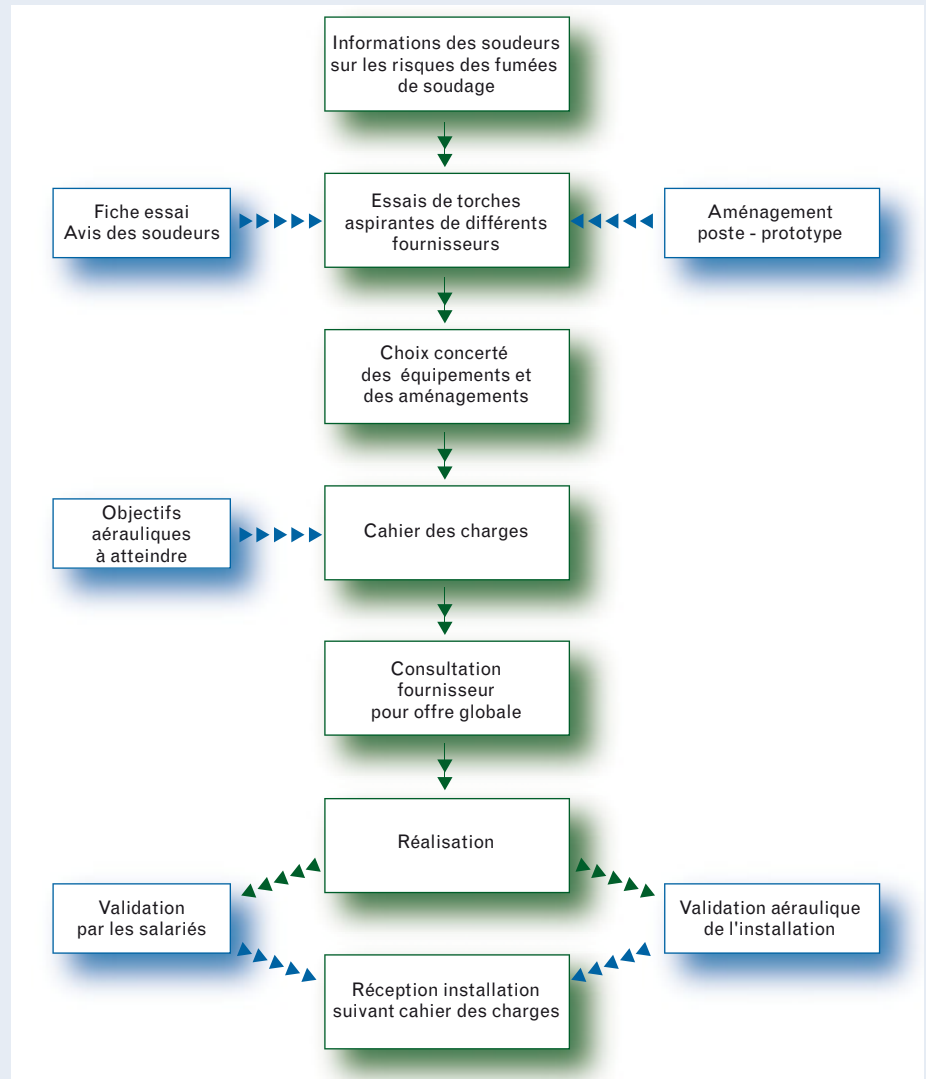 Informations des soudeurs
sur les risques des fumées
de soudage
Fiche essai
Avis des soudeurs
Essais de torches
aspirantes de différents
fournisseurs
Aménagement
poste - prototype
Choix concerté
des équipements et
des aménagements
Objectifs
aérauliques
à atteindre
Cahier des charges
Consultation
fournisseur
pour offre globale
Réalisation
Validation
par les salariés
Validation aéraulique
de l'installation
Réception installation
suivant cahier des charges